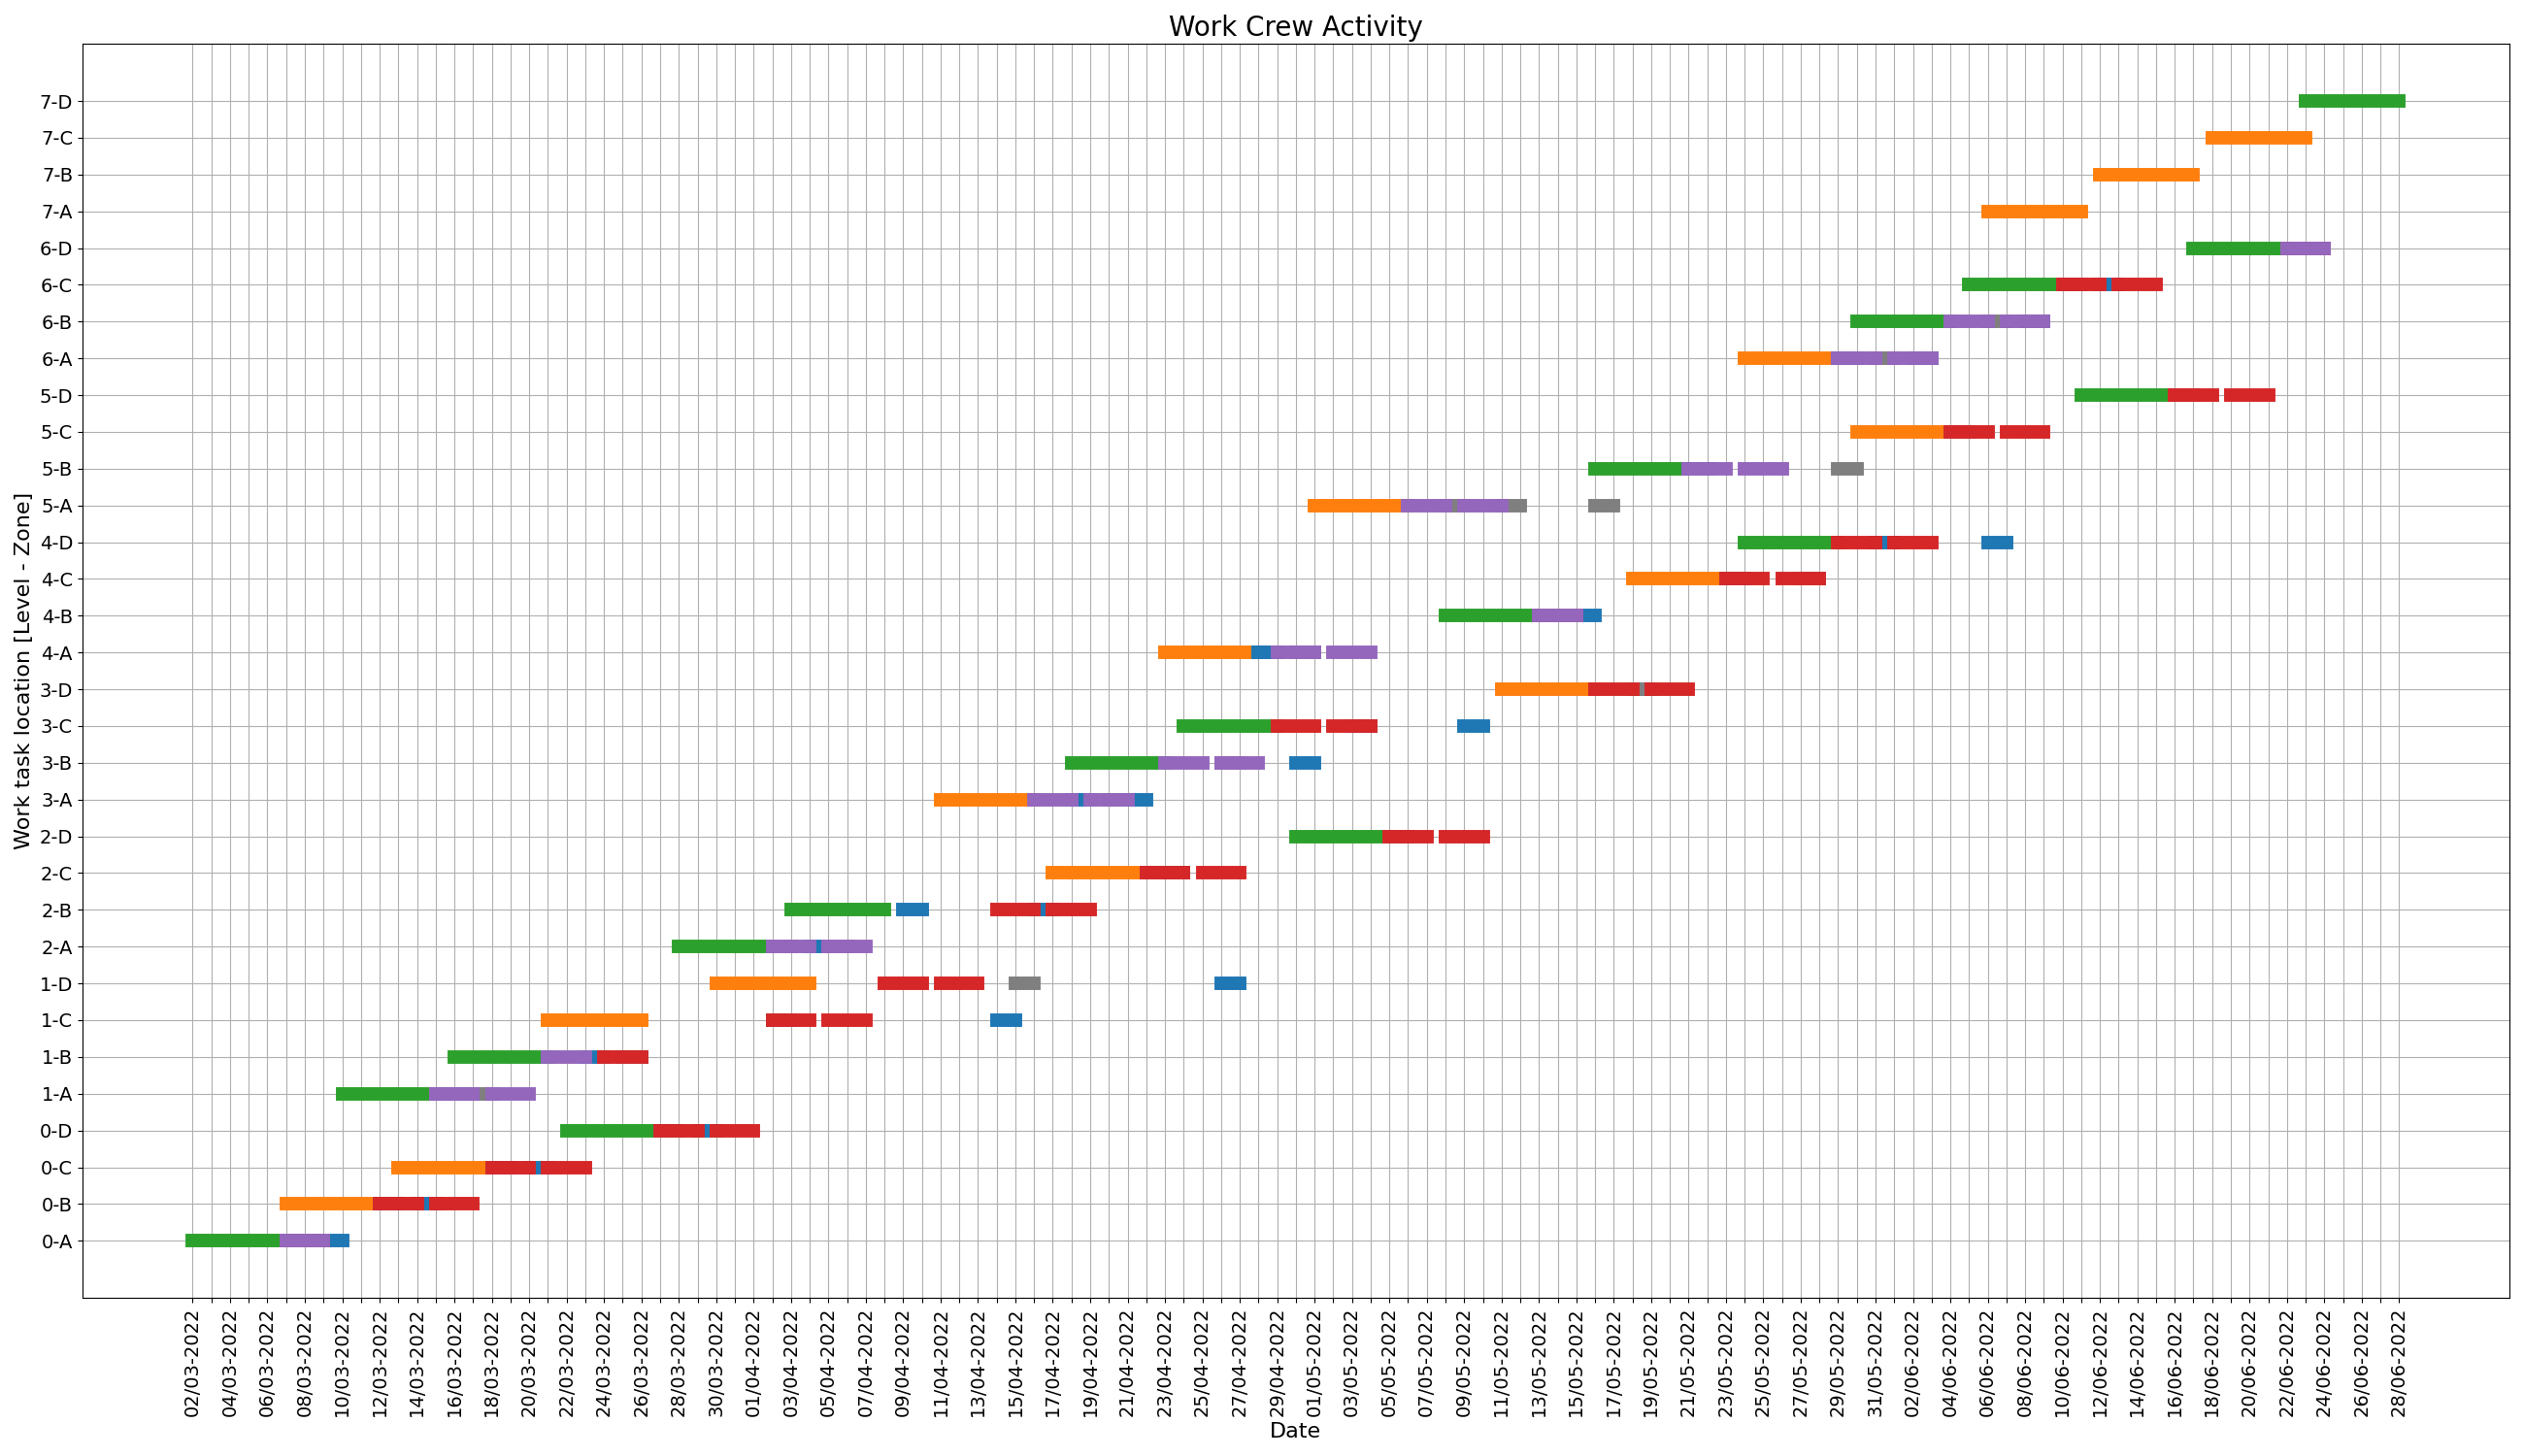 Work Crew Activity
Work task location [Level - Zone]
7-D
7-C
7-B
7-A
6-D
6-C
6-B
6-A
5-D
5-C
5-B
5-A
4-D
4-C
4-B
4-A
3-D
3-C
3-B
3-A
2-D
2-C
2-B
2-A
1-D
1-C
1-B
1-A
0-D
0-C
0-B
0-A
02/03-2022
04/03-2022
06/03-2022
08/03-2022
10/03-2022
12/03-2022
14/03-2022
16/03-2022
18/03-2022
20/03-2022
22/03-2022
24/03-2022
26/03-2022
28/03-2022
30/03-2022
01/04-2022
03/04-2022
05/04-2022
07/04-2022
09/04-2022
11/04-2022
13/04-2022
15/04-2022
17/04-2022
19/04-2022
21/04-2022
23/04-2022
25/04-2022
27/04-2022
29/04-2022
01/05-2022
03/05-2022
05/05-2022
07/05-2022
09/05-2022
11/05-2022
13/05-2022
15/05-2022
17/05-2022
19/05-2022
21/05-2022
23/05-2022
25/05-2022
27/05-2022
29/05-2022
31/05-2022
02/06-2022
04/06-2022
06/06-2022
08/06-2022
10/06-2022
12/06-2022
14/06-2022
16/06-2022
18/06-2022
20/06-2022
22/06-2022
24/06-2022
26/06-2022
28/06-2022
Date